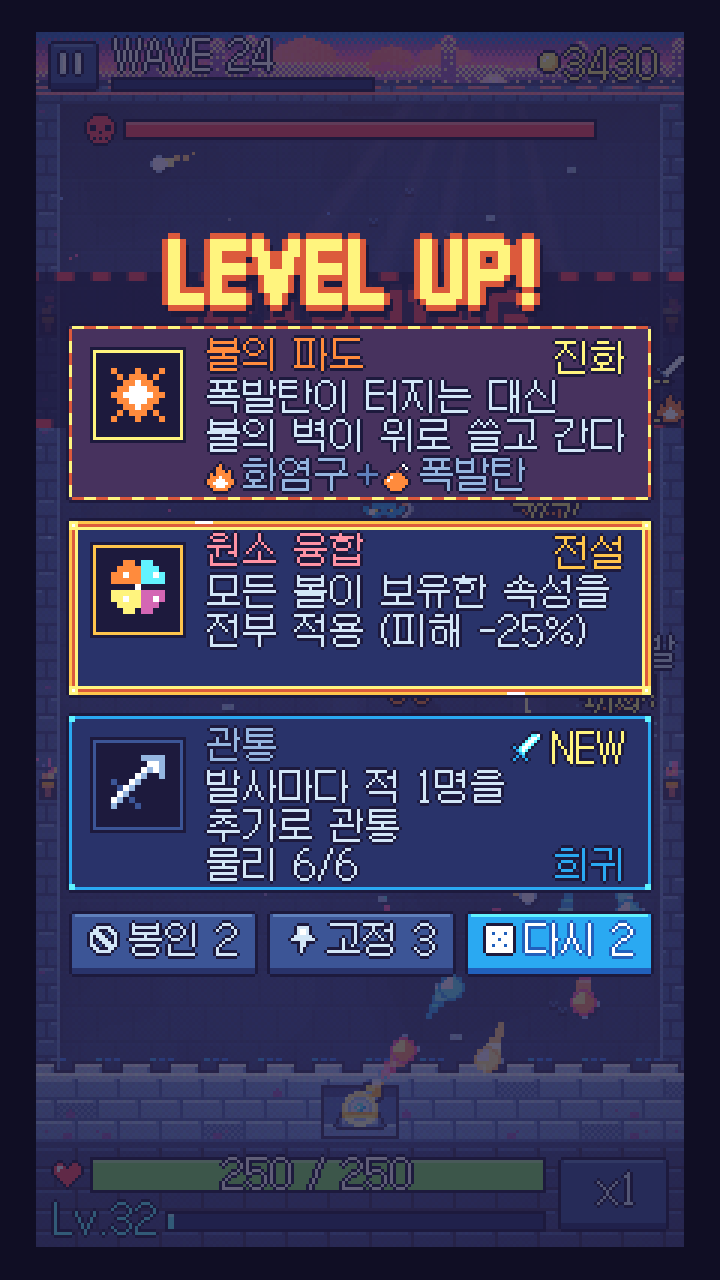 WAVE 24
3430
LEVEL UP!
불의 파도
진화
폭발탄이 터지는 대신
불의 벽이 위로 쓸고 간다
화염구 + 폭발탄
원소 융합
전설
모든 볼이 보유한 속성을
전부 적용 (피해 -25%)
관통
NEW
발사마다 적 1명을
추가로 관통
물리 6/6
희귀
봉인 2
고정 3
다시 2
250 / 250
x1
Lv.32